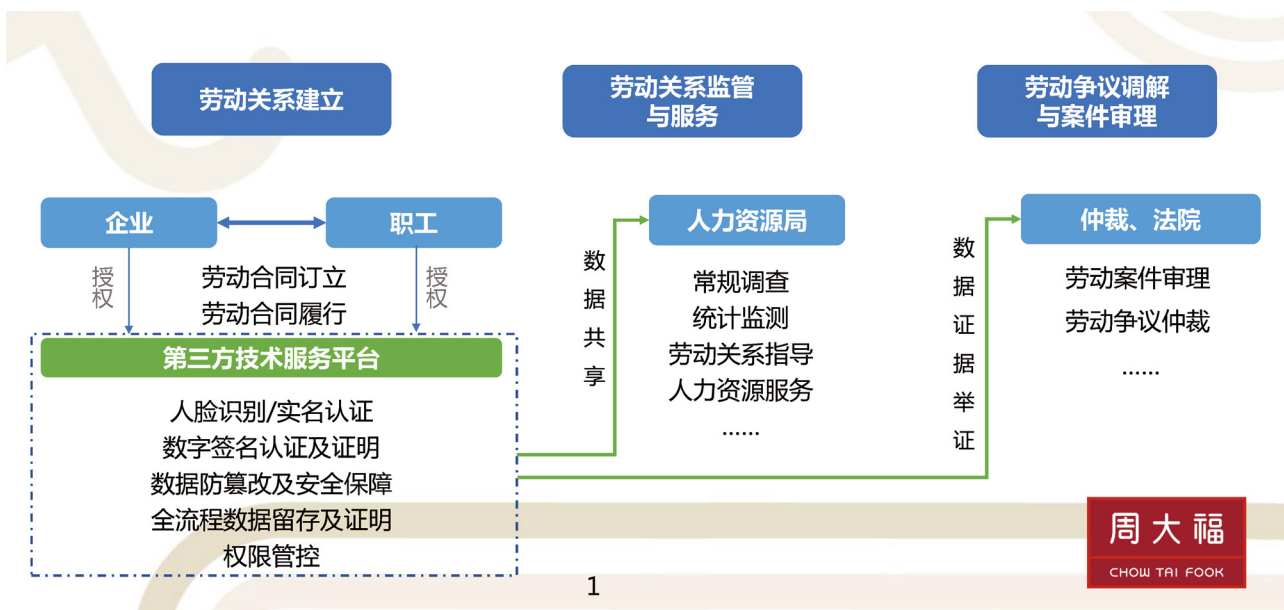 劳动关系建立
劳动关系监管
与服务
劳动争议调解
与案件审理
企业
职工
授权
劳动合同订立
劳动合同履行
授权
第三方技术服务平台
人脸识别/实名认证
数字签名认证及证明
数据防篡改及安全保障
全流程数据留存及证明
权限管控
数据共享
人力资源局
常规调查
统计监测
劳动关系指导
人力资源服务
......
数据证据举证
仲裁、法院
劳动案件审理
劳动争议仲裁
......
周大福
CHOW TAI FOOK
1